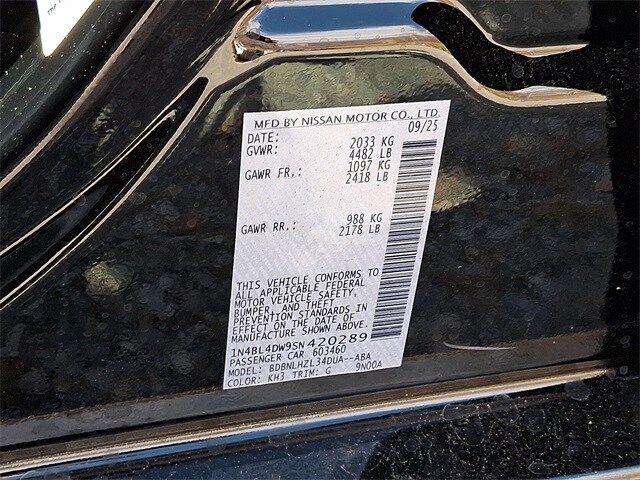 MFD BY NISSAN MOTOR CO., LTD.
DATE: 09/25
GVWR: 2033 KG
4482 LB
GAWR FR.: 1097 KG
2418 LB
GAWR RR.: 988 KG
2178 LB
THIS VEHICLE CONFORMS TO
ALL APPLICABLE FEDERAL
MOTOR VEHICLE SAFETY,
BUMPER, AND THEFT
PREVENTION STANDARDS IN
EFFECT ON THE DATE OF
MANUFACTURE SHOWN ABOVE.
1N4BL4DW9SN420289
PASSENGER CAR 603460
MODEL: BDBNLHZL34DUA--ABA
COLOR: KH3 TRIM: G 9N00A